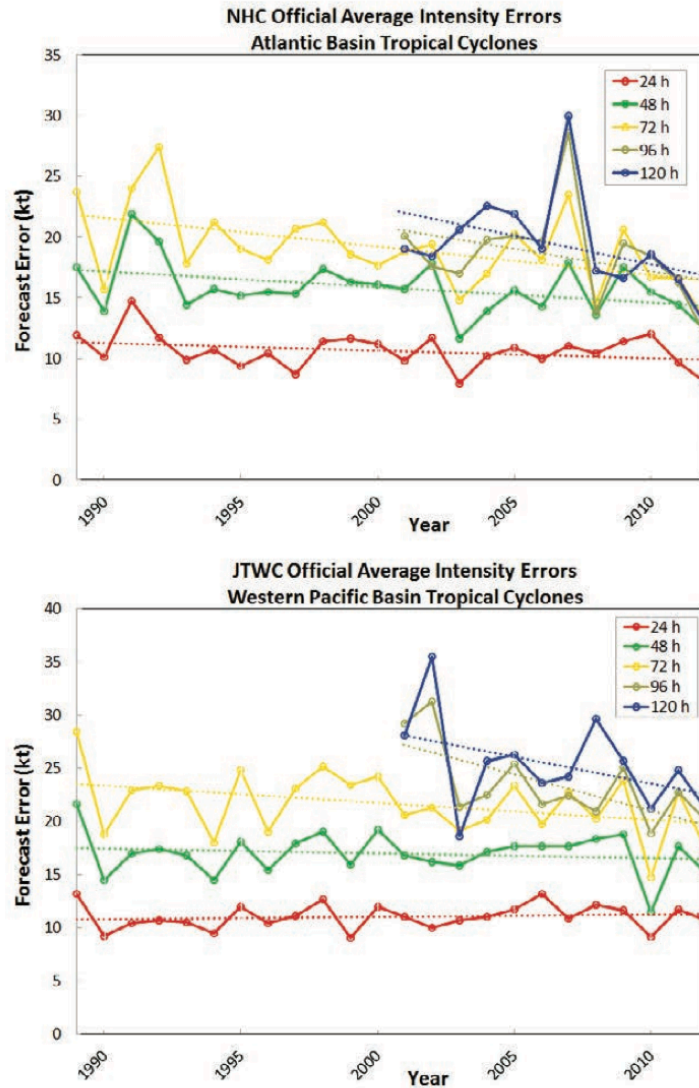 NHC Official Average Intensity Errors
Atlantic Basin Tropical Cyclones
35
30
25
20
15
10
5
0
Forecast Error (kt)
24 h
48 h
72 h
96 h
120 h
1990
1995
2000
2005
2010
Year
JTWC Official Average Intensity Errors
Western Pacific Basin Tropical Cyclones
40
35
30
25
20
15
10
5
0
Forecast Error (kt)
24 h
48 h
72 h
96 h
120 h
1990
1995
2000
2005
2010
Year